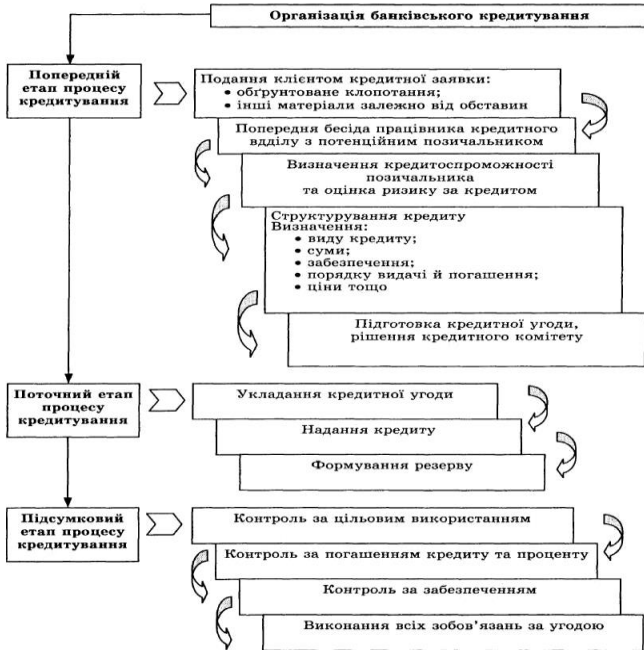 Організація банківського кредитування
Попередній
етап процесу
кредитування
Подання клієнтом кредитної заявки:
• обґрунтоване клопотання;
• інші матеріали залежно від обставин
Попередня бесіда працівника кредитного
вдділу з потенційним позичальником
Визначення кредитоспроможності
позичальника
та оцінка ризику за кредитом
Структурування кредиту
Визначення:
• виду кредиту;
• суми;
• забезпечення;
• порядку видачі й погашення;
• ціни тощо
Підготовка кредитної угоди,
рішення кредитного комітету
Поточний етап
процесу
кредитування
Укладання кредитної угоди
Надання кредиту
Формування резерву
Підсумковий
етап процесу
кредитування
Контроль за цільовим використанням
Контроль за погашенням кредиту та проценту
Контроль за забезпеченням
Виконання всіх зобов'язань за угодою